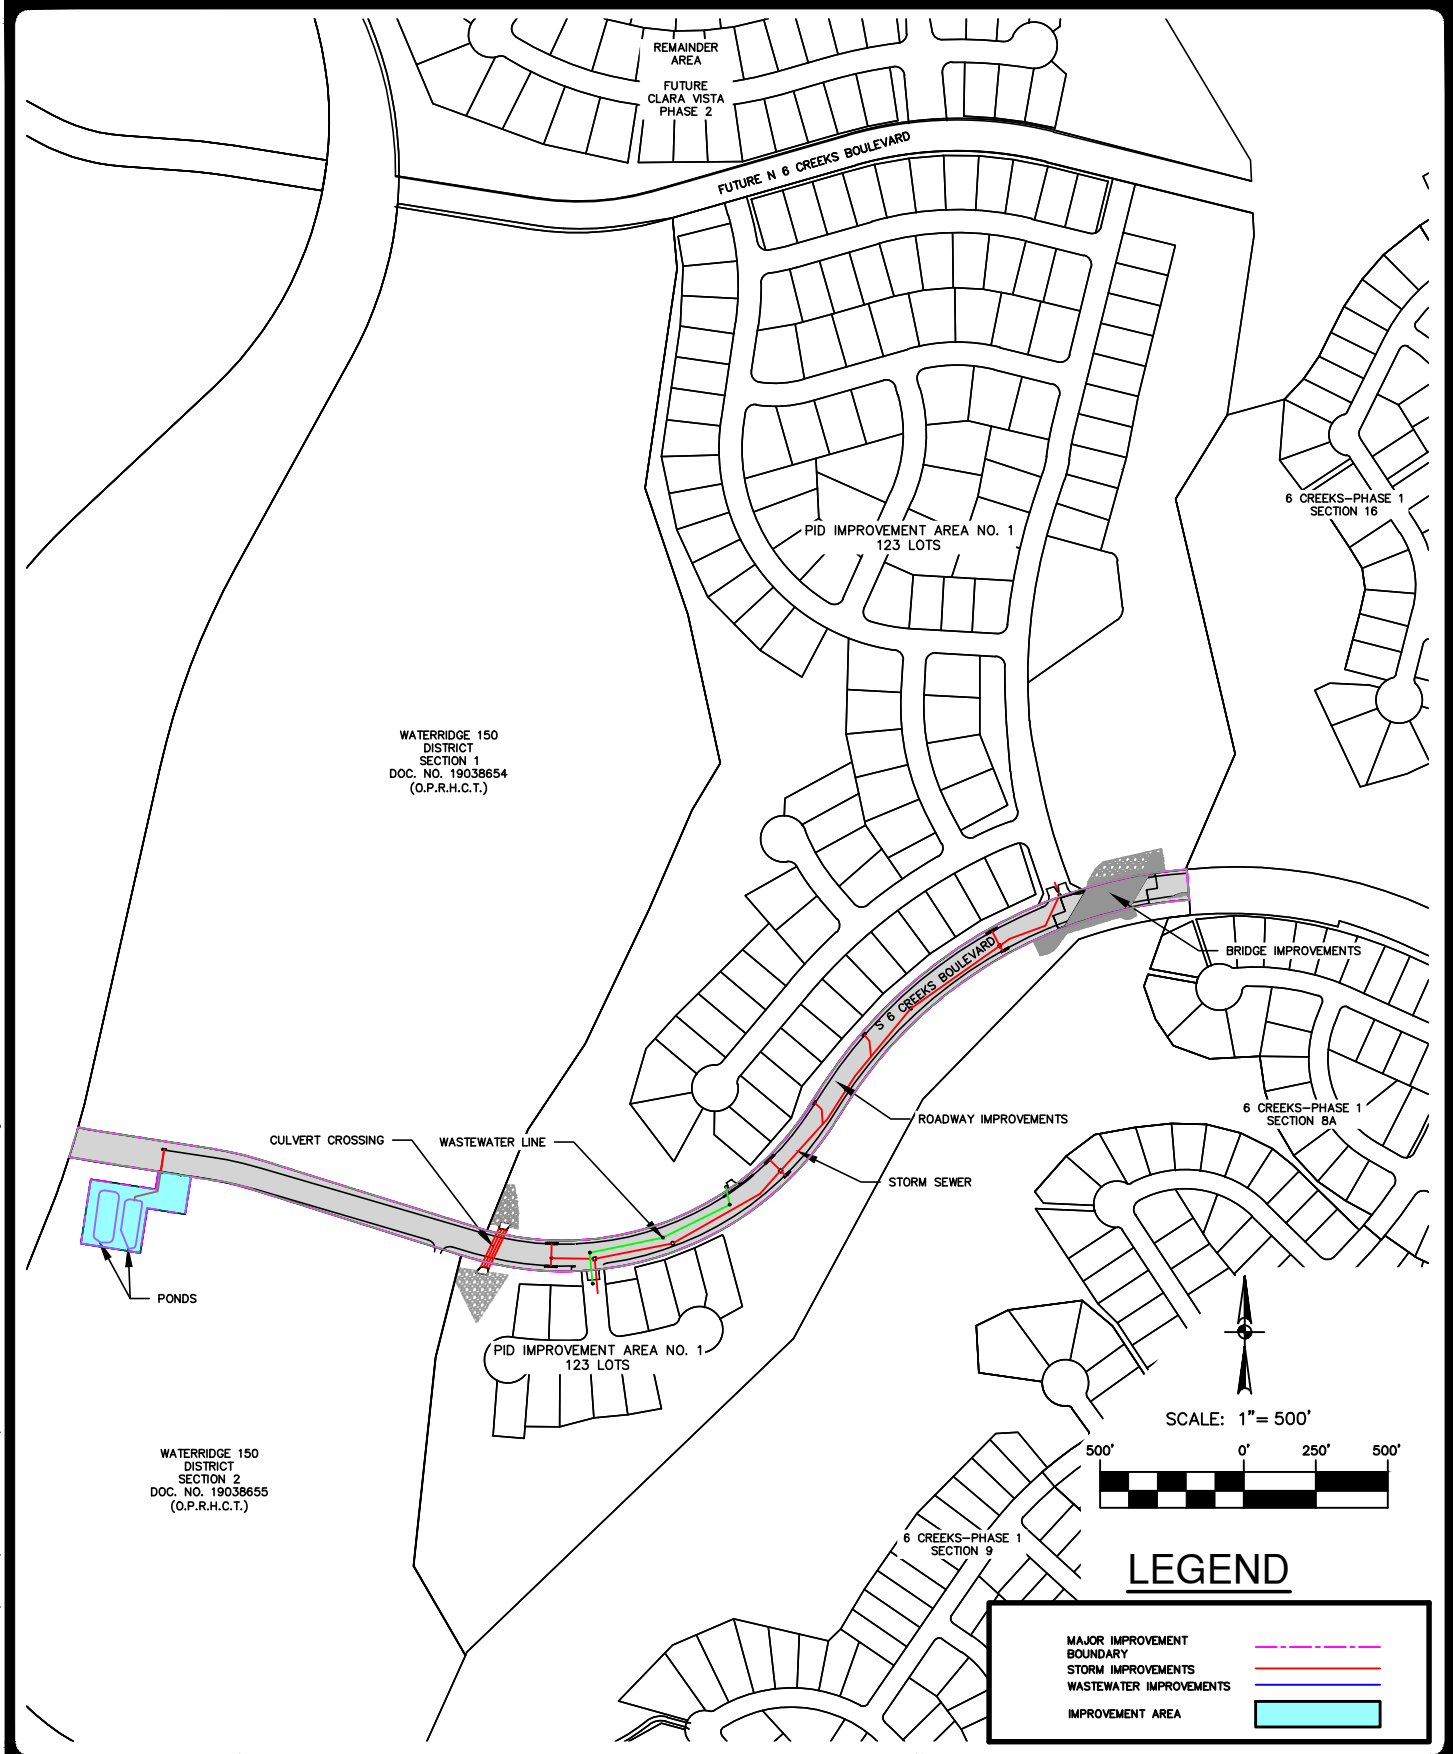 REMAINDER
AREA
FUTURE
CLARA VISTA
PHASE 2
FUTURE N 6 CREEKS BOULEVARD
6 CREEKS-PHASE 1
SECTION 16
PID IMPROVEMENT AREA NO. 1
123 LOTS
WATERRIDGE 150
DISTRICT
SECTION 1
DOC. NO. 19038654
(O.P.R.H.C.T.)
BRIDGE IMPROVEMENTS
S 6 CREEKS BOULEVARD
6 CREEKS-PHASE 1
SECTION 8A
ROADWAY IMPROVEMENTS
CULVERT CROSSING
WASTEWATER LINE
STORM SEWER
PONDS
PID IMPROVEMENT AREA NO. 1
123 LOTS
SCALE: 1"= 500'
500' 0' 250' 500'
WATERRIDGE 150
DISTRICT
SECTION 2
DOC. NO. 19038655
(O.P.R.H.C.T.)
6 CREEKS-PHASE 1
SECTION 9
LEGEND
MAJOR IMPROVEMENT
BOUNDARY
STORM IMPROVEMENTS
WASTEWATER IMPROVEMENTS
IMPROVEMENT AREA